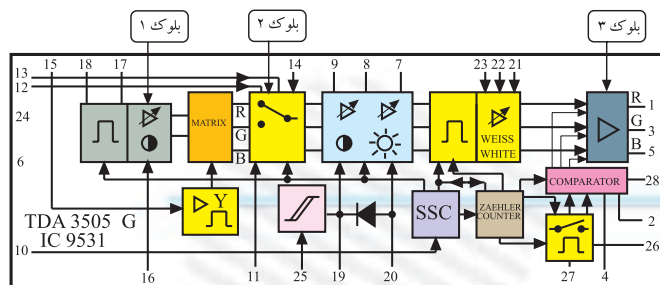 بلوک ۱
بلوک ۲
بلوک ۳
15
18
17
13
12
14
9
8
7
23
22
21
24
6
MATRIX
R
G
B
WEISS
WHITE
R
G
B
1
3
5
COMPARATOR
28
Y
SSC
ZAEHLER
COUNTER
TDA 3505 G
IC 9531
2
26
10
16
11
25
19
20
27
4